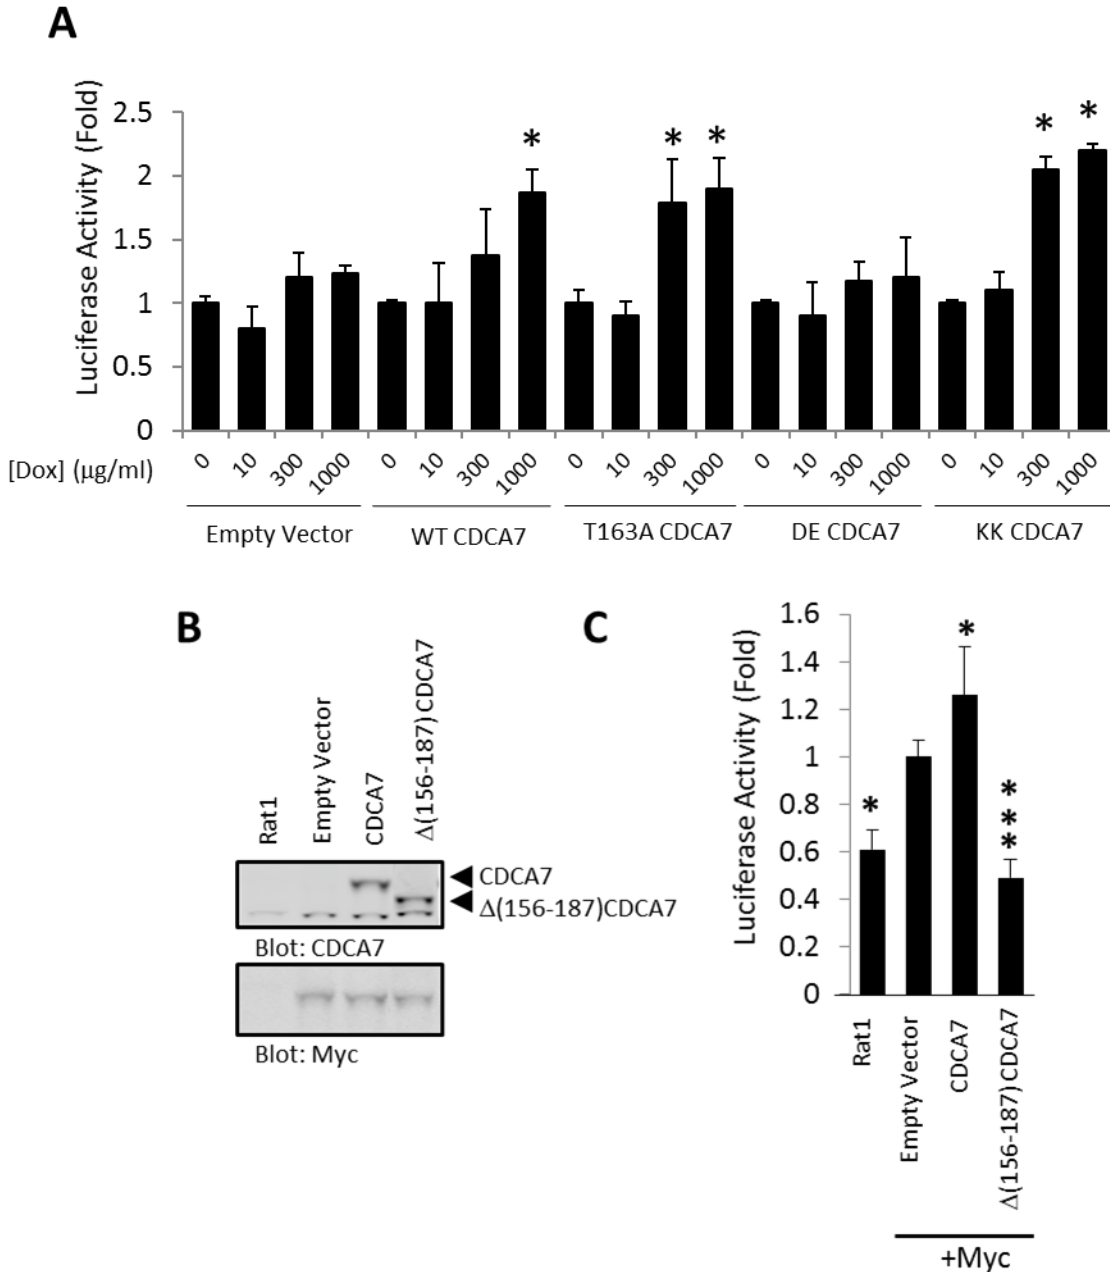 A
Luciferase Activity (Fold)
2.5
2
1.5
1
0.5
0
* * * * *
[Dox] (μg/ml) 0 10 300 1000 0 10 300 1000 0 10 300 1000 0 10 300 1000 0 10 300 1000
Empty Vector WT CDCA7 T163A CDCA7 DE CDCA7 KK CDCA7
B
Rat1
Empty Vector
CDCA7
Δ(156-187) CDCA7
CDCA7
Δ(156-187)CDCA7
Blot: CDCA7
Blot: Myc
C
Luciferase Activity (Fold)
1.6
1.4
1.2
1
0.8
0.6
0.4
0.2
0
*
*
***
Rat1
Empty Vector
CDCA7
Δ(156-187) CDCA7
+Myc